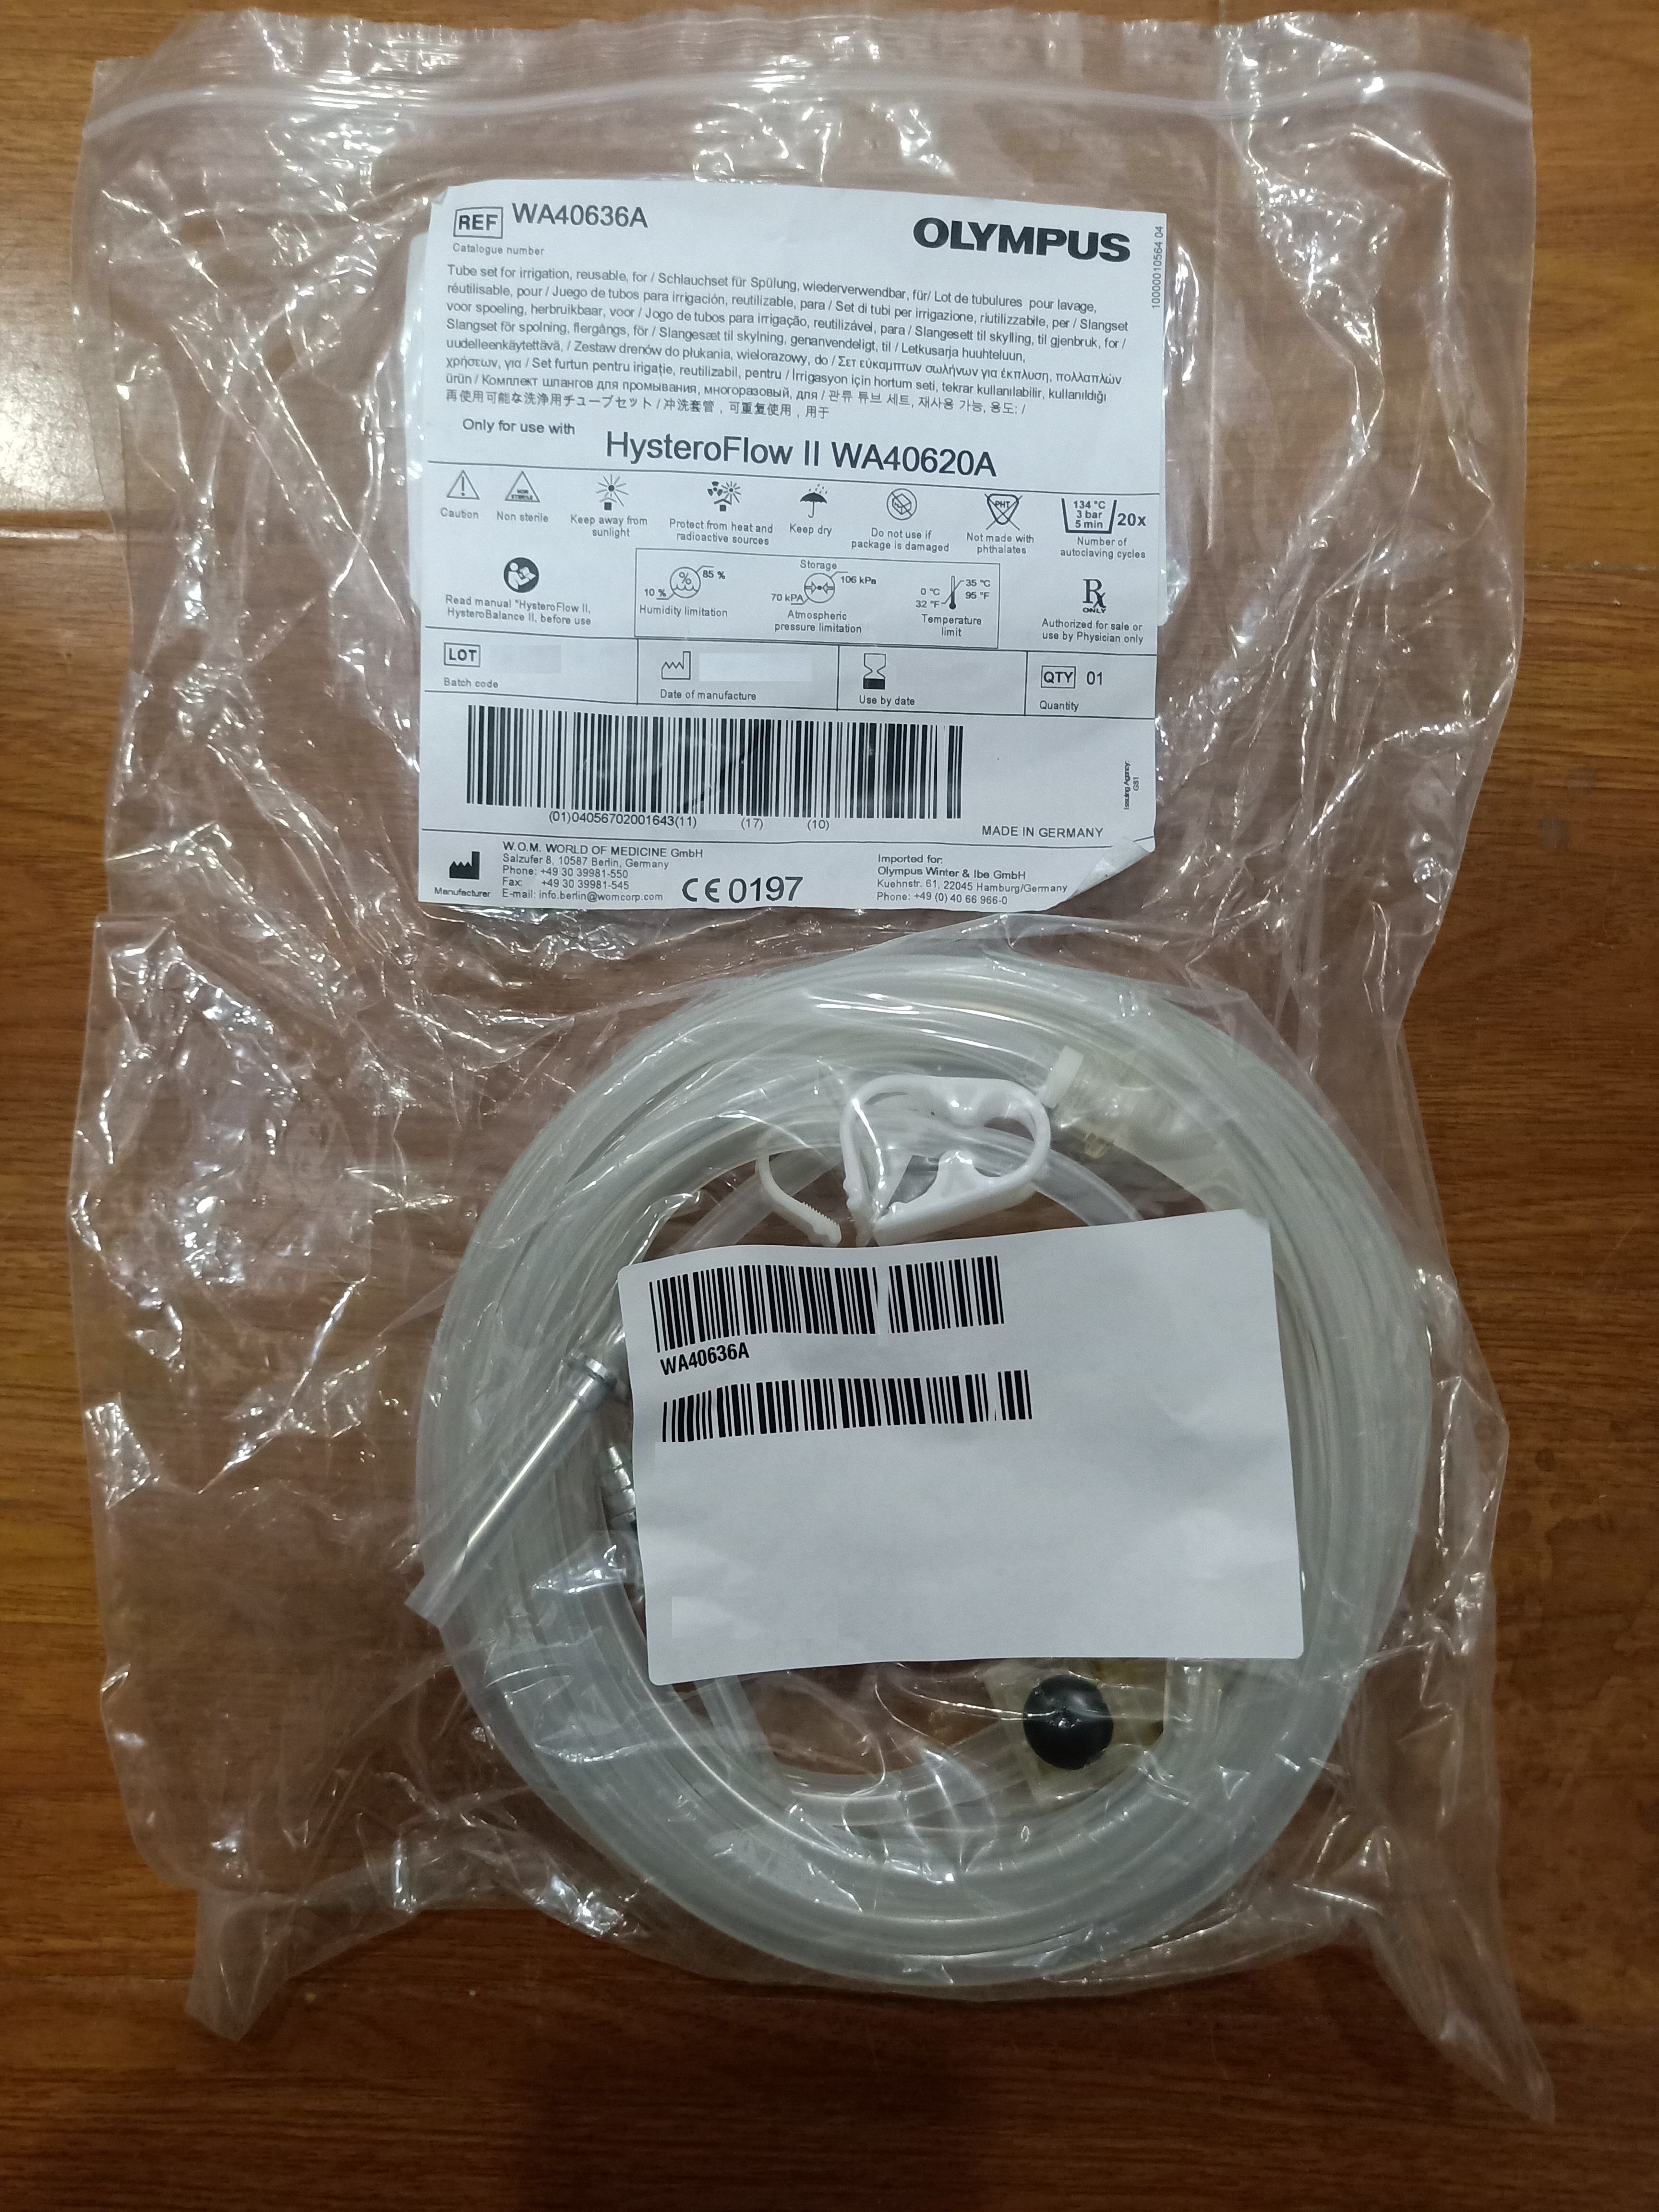 REF WA40636A
Catalogue number
OLYMPUS
10000010564 04
Tube set for irrigation, reusable, for / Schlauchset für Spülung, wiederverwendbar, für/ Lot de tubulures pour lavage,
réutilisable, pour / Juego de tubos para irrigación, reutilizable, para / Set di tubi per irrigazione, riutilizzabile, per / Slangset
voor spoeling, herbruikbaar, voor / Jogo de tubos para irrigação, reutilizável, para / Slangesett til skylling, til gjenbruk, for /
Slangset för spolning, flergångs, för / Slangesæt til skylning, genanvendeligt, til / Letkusarja huuhteluun,
uudelleenkäytettävä, / Zestaw drenów do płukania, wielorazowy, do / Σετ εύκαμπτων σωλήνων για έκπλυση, πολλαπλών
χρήσεων, για / Set furtun pentru irigație, reutilizabil, pentru / İrrigasyon için hortum seti, tekrar kullanılabilir, kullanıldığı
ürün / Комплект шлангов для промывания, многоразовый, для / 관류 튜브 세트, 재사용 가능, 용도: /
再使用可能な洗浄用チューブセット / 冲洗套管，可重复使用，用于
Only for use with
HysteroFlow II WA40620A
Caution
NON STERILE
Non sterile
Keep away from
sunlight
Protect from heat and
radioactive sources
Keep dry
Do not use if
package is damaged
PHT
Not made with
phthalates
134 °C
3 bar
5 min
20x
Number of
autoclaving cycles
Read manual "HysteroFlow II,
HysteroBalance II, before use
Storage
10 %
%
85 %
Humidity limitation
70 kPA
106 kPa
Atmospheric
pressure limitation
0 °C
32 °F
35 °C
95 °F
Temperature
limit
Rx
ONLY
Authorized for sale or
use by Physician only
LOT
Batch code
Date of manufacture
Use by date
QTY 01
Quantity
(01)04056702001643(11) (17) (10)
Issuing Agency:
GS1
MADE IN GERMANY
Manufacturer
W.O.M. WORLD OF MEDICINE GmbH
Salzufer 8, 10587 Berlin, Germany
Phone: +49 30 39981-550
Fax: +49 30 39981-545
E-mail: info.berlin@womcorp.com
CE 0197
Imported for:
Olympus Winter & Ibe GmbH
Kuehnstr. 61, 22045 Hamburg/Germany
Phone: +49 (0) 40 66 966-0
WA40636A